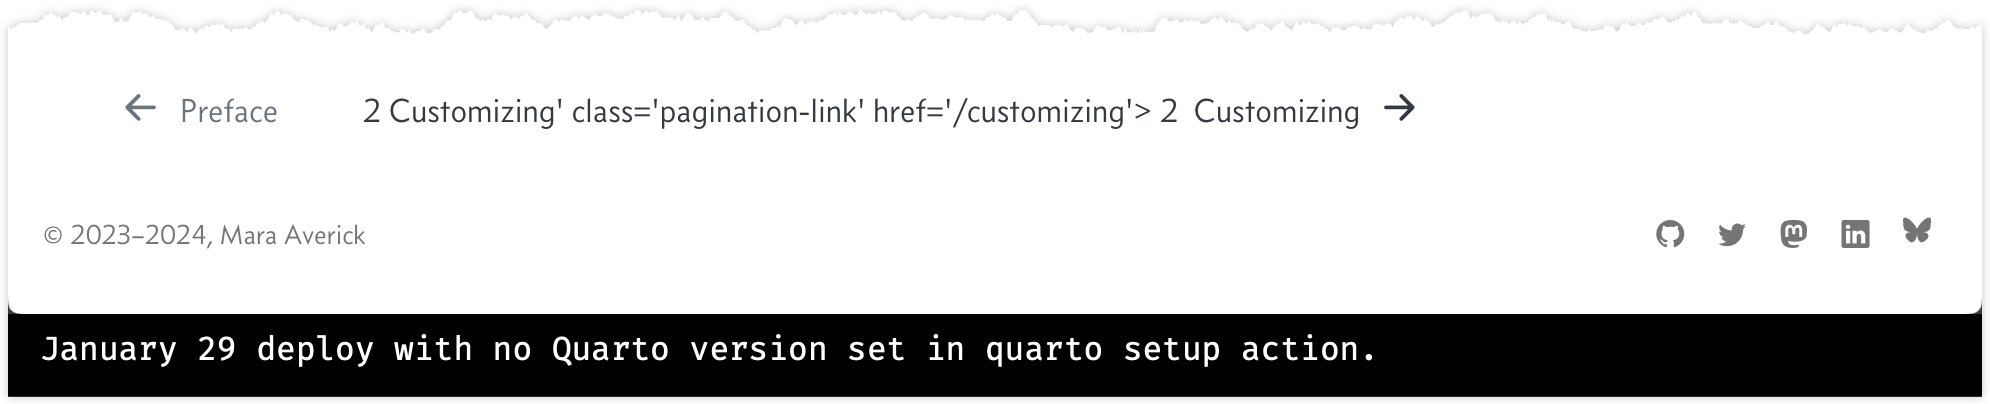 ← Preface 2 Customizing' class='pagination-link' href='/customizing'> 2 Customizing →
© 2023–2024, Mara Averick
January 29 deploy with no Quarto version set in quarto setup action.